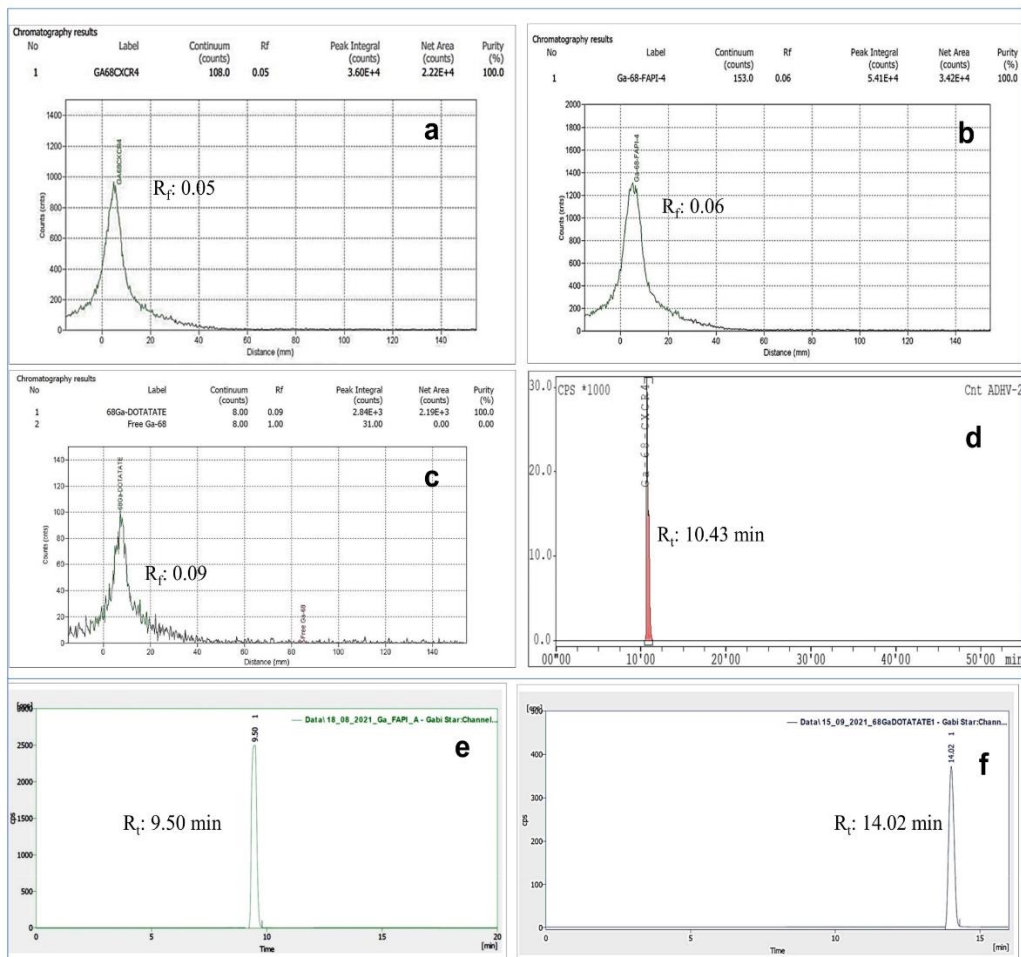 Chromatography results
No Label Continuum (counts) Rf Peak Integral (counts) Net Area (counts) Purity (%)
1 GA68CXCR4 108.0 0.05 3.60E+4 2.22E+4 100.0
a
GA68CXCR4
Rf: 0.05
Counts (cnts)
1400
1200
1000
800
600
400
200
0
0 20 40 60 80 100 120 140
Distance (mm)
Chromatography results
No Label Continuum (counts) Rf Peak Integral (counts) Net Area (counts) Purity (%)
1 Ga-68-FAPI-4 153.0 0.06 5.41E+4 3.42E+4 100.0
b
Ga-68-FAPI-4
Rf: 0.06
Counts (cnts)
2000
1800
1600
1400
1200
1000
800
600
400
200
0
0 20 40 60 80 100 120 140
Distance (mm)
Chromatography results
No Label Continuum (counts) Rf Peak Integral (counts) Net Area (counts) Purity (%)
1 68Ga-DOTATATE 8.00 0.09 2.84E+3 2.19E+3 100.0
2 Free Ga-68 8.00 1.00 31.00 0.00 0.00
c
68Ga-DOTATATE
Rf: 0.09
Free Ga-68
Counts (cnts)
140
120
100
80
60
40
20
0
0 20 40 60 80 100 120 140
Distance (mm)
30.0 CPS *1000 Cnt ADHV-2
d
Ga-68-CXCR4
Rt: 10.43 min
20.0
10.0
0.0
00"00 10'00 20'00 30'00 40'00 50'00 min
[cps]
Data\ 18_08_2021_Ga_FAPI_A - Gabi Star:Channel...
e
9.50 1
Rt: 9.50 min
cps
3000
2500
2000
1500
1000
500
0
0 5 10 15 20
Time [min]
[cps]
Data\ 15_09_2021_68GaDOTATATE1 - Gabi Star:Chann...
f
14.02 1
Rt: 14.02 min
cps
500
400
300
200
100
0
0 5 10 15
Time [min]